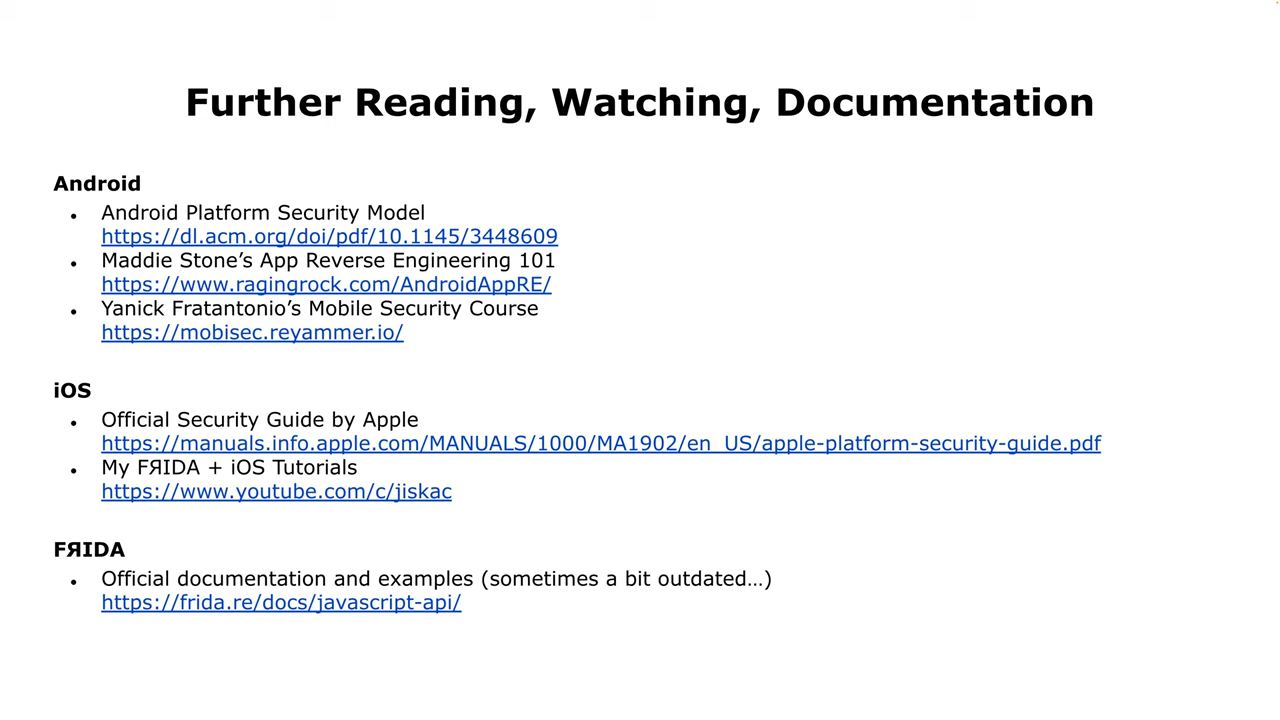 Further Reading, Watching, Documentation
Android
• Android Platform Security Model
https://dl.acm.org/doi/pdf/10.1145/3448609
• Maddie Stone’s App Reverse Engineering 101
https://www.ragingrock.com/AndroidAppRE/
• Yanick Fratantonio’s Mobile Security Course
https://mobisec.reyammer.io/
iOS
• Official Security Guide by Apple
https://manuals.info.apple.com/MANUALS/1000/MA1902/en_US/apple-platform-security-guide.pdf
• My FЯIDA + iOS Tutorials
https://www.youtube.com/c/jiskac
FЯIDA
• Official documentation and examples (sometimes a bit outdated…)
https://frida.re/docs/javascript-api/